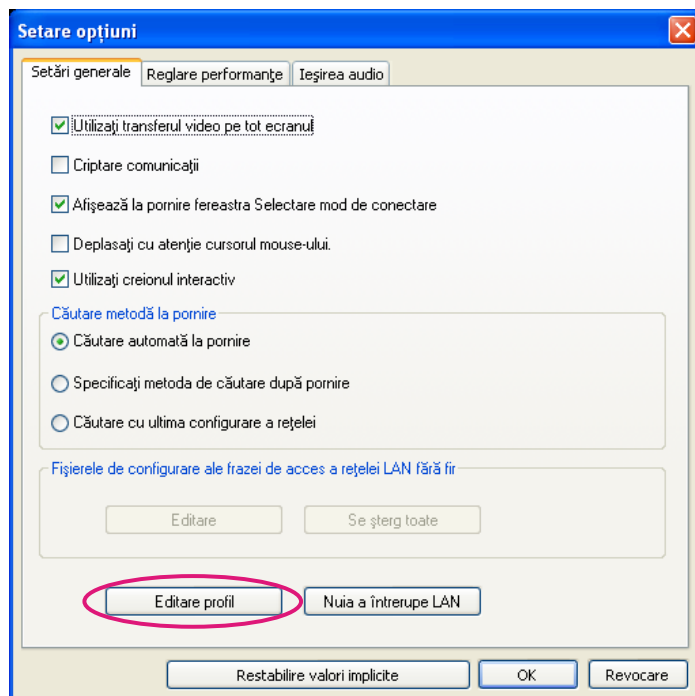 Setare opțiuni
Setări generale
Reglare performanţe
Ieşirea audio
Utilizaţi transferul video pe tot ecranul
Criptare comunicaţii
Afişează la pornire fereastra Selectare mod de conectare
Deplasaţi cu atenţie cursorul mouse-ului.
Utilizaţi creionul interactiv
Căutare metodă la pornire
Căutare automată la pornire
Specificaţi metoda de căutare după pornire
Căutare cu ultima configurare a reţelei
Fişierele de configurare ale frazei de acces a reţelei LAN fără fir
Editare
Se şterg toate
Editare profil
Nuia a întrerupe LAN
Restabilire valori implicite
OK
Revocare